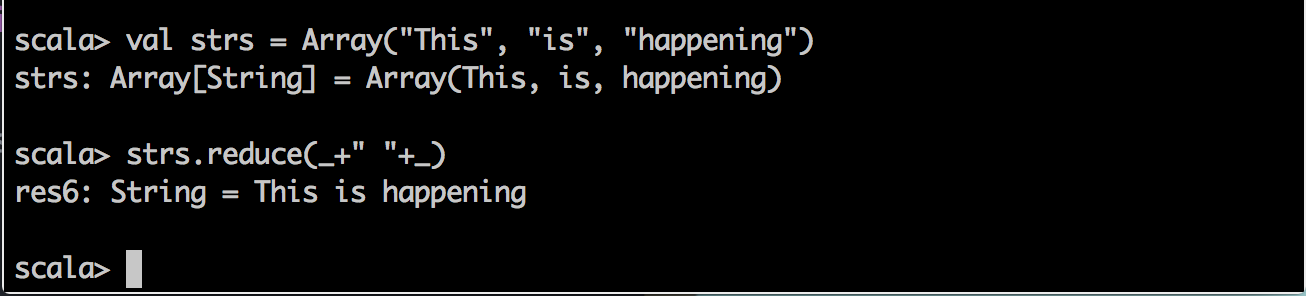 scala> val strs = Array("This", "is", "happening")
strs: Array[String] = Array(This, is, happening)
scala> strs.reduce(_+" "+_)
res6: String = This is happening
scala>